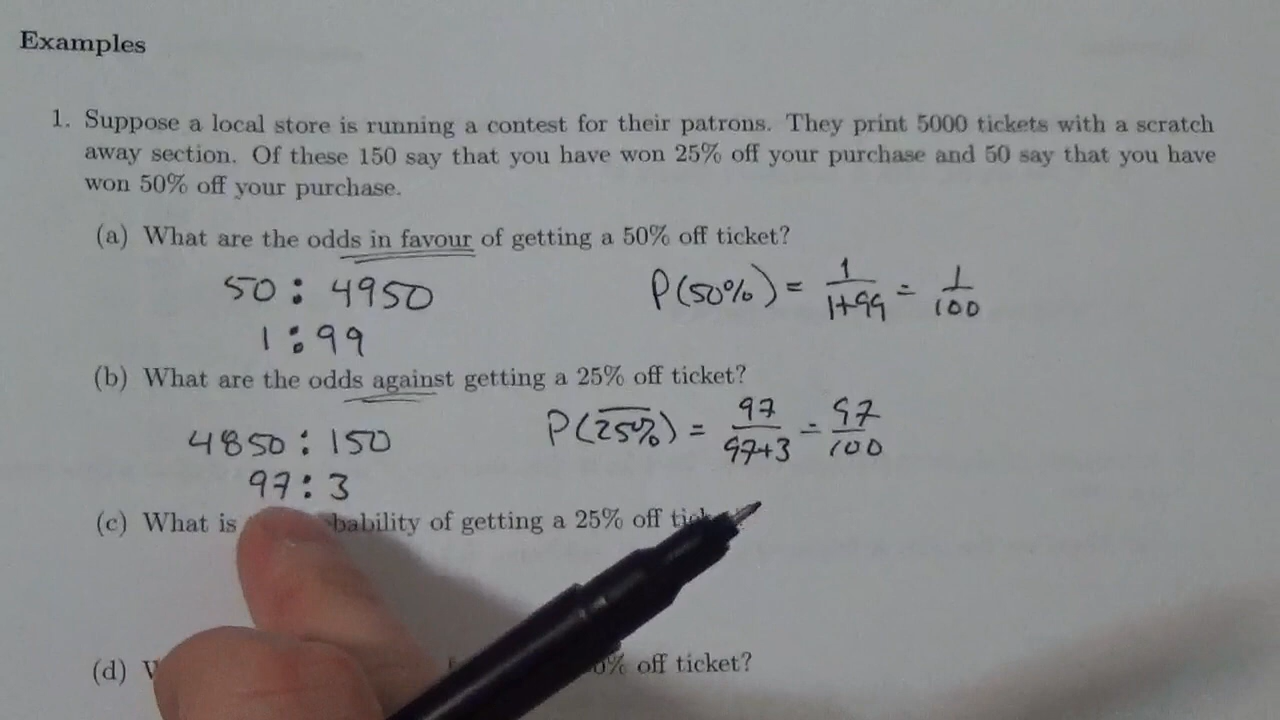 Examples
1. Suppose a local store is running a contest for their patrons. They print 5000 tickets with a scratch
away section. Of these 150 say that you have won 25% off your purchase and 50 say that you have
won 50% off your purchase.
(a) What are the odds in favour of getting a 50% off ticket?
50 : 4950
1 : 99
P(50%) = 1/(1+99) = 1/100
(b) What are the odds against getting a 25% off ticket?
4850 : 150
97 : 3
P(2̅5̅%̅) = 97/(97+3) = 97/100
(c) What is of getting a 25% off
(d) off ticket?